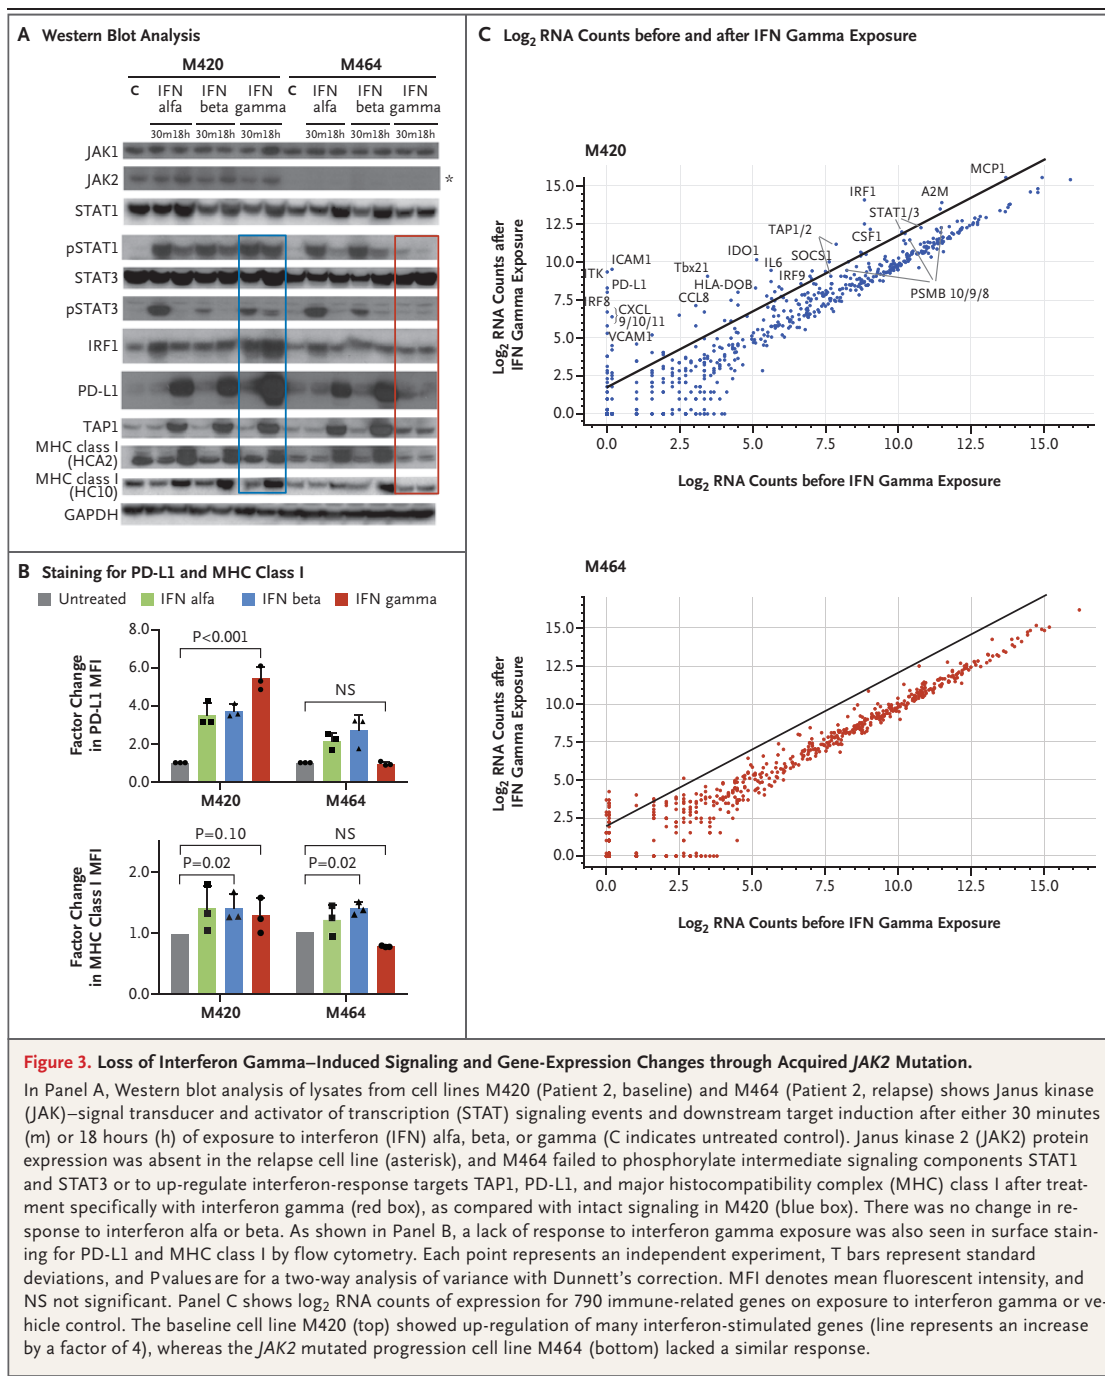 A Western Blot Analysis
M420 M464
C IFN alfa IFN beta IFN gamma C IFN alfa IFN beta IFN gamma
30m18h 30m18h 30m18h 30m18h 30m18h 30m18h
JAK1
JAK2 *
STAT1
pSTAT1
STAT3
pSTAT3
IRF1
PD-L1
TAP1
MHC class I
(HCA2)
MHC class I
(HC10)
GAPDH
B Staining for PD-L1 and MHC Class I
Untreated IFN alfa IFN beta IFN gamma
Factor Change
in PD-L1 MFI
8.0
6.0
4.0
2.0
0.0
P<0.001
NS
M420 M464
Factor Change
in MHC Class I MFI
2.0
1.0
0.0
P=0.10
P=0.02
NS
P=0.02
M420 M464
C Log₂ RNA Counts before and after IFN Gamma Exposure
M420
Log₂ RNA Counts after
IFN Gamma Exposure
15.0
12.5
10.0
7.5
5.0
2.5
0.0
MCP1
IRF1
A2M
STAT1/3
TAP1/2
CSF1
IDO1
IL6
SOCS1
ICAM1
ITK
Tbx21
IRF9
PD-L1
HLA-DOB
PSMB 10/9/8
IRF8
CCL8
CXCL
9/10/11
VCAM1
0.0 2.5 5.0 7.5 10.0 12.5 15.0
Log₂ RNA Counts before IFN Gamma Exposure
M464
Log₂ RNA Counts after
IFN Gamma Exposure
15.0
12.5
10.0
7.5
5.0
2.5
0.0
0.0 2.5 5.0 7.5 10.0 12.5 15.0
Log₂ RNA Counts before IFN Gamma Exposure
Figure 3. Loss of Interferon Gamma–Induced Signaling and Gene-Expression Changes through Acquired JAK2 Mutation.
In Panel A, Western blot analysis of lysates from cell lines M420 (Patient 2, baseline) and M464 (Patient 2, relapse) shows Janus kinase
(JAK)–signal transducer and activator of transcription (STAT) signaling events and downstream target induction after either 30 minutes
(m) or 18 hours (h) of exposure to interferon (IFN) alfa, beta, or gamma (C indicates untreated control). Janus kinase 2 (JAK2) protein
expression was absent in the relapse cell line (asterisk), and M464 failed to phosphorylate intermediate signaling components STAT1
and STAT3 or to up-regulate interferon-response targets TAP1, PD-L1, and major histocompatibility complex (MHC) class I after treat-
ment specifically with interferon gamma (red box), as compared with intact signaling in M420 (blue box). There was no change in re-
sponse to interferon alfa or beta. As shown in Panel B, a lack of response to interferon gamma exposure was also seen in surface stain-
ing for PD-L1 and MHC class I by flow cytometry. Each point represents an independent experiment, T bars represent standard
deviations, and P values are for a two-way analysis of variance with Dunnett's correction. MFI denotes mean fluorescent intensity, and
NS not significant. Panel C shows log₂ RNA counts of expression for 790 immune-related genes on exposure to interferon gamma or ve-
hicle control. The baseline cell line M420 (top) showed up-regulation of many interferon-stimulated genes (line represents an increase
by a factor of 4), whereas the JAK2 mutated progression cell line M464 (bottom) lacked a similar response.